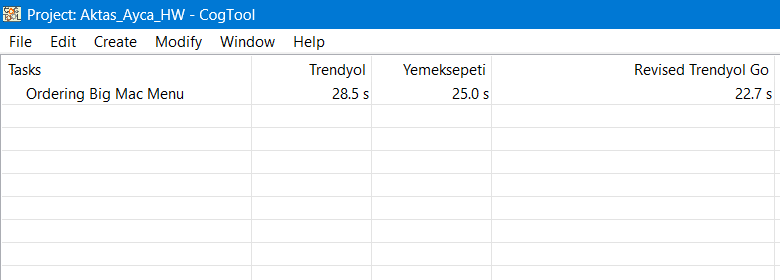 Project: Aktas_Ayca_HW - CogTool
File Edit Create Modify Window Help
Tasks Trendyol Yemeksepeti Revised Trendyol Go
Ordering Big Mac Menu 28.5 s 25.0 s 22.7 s